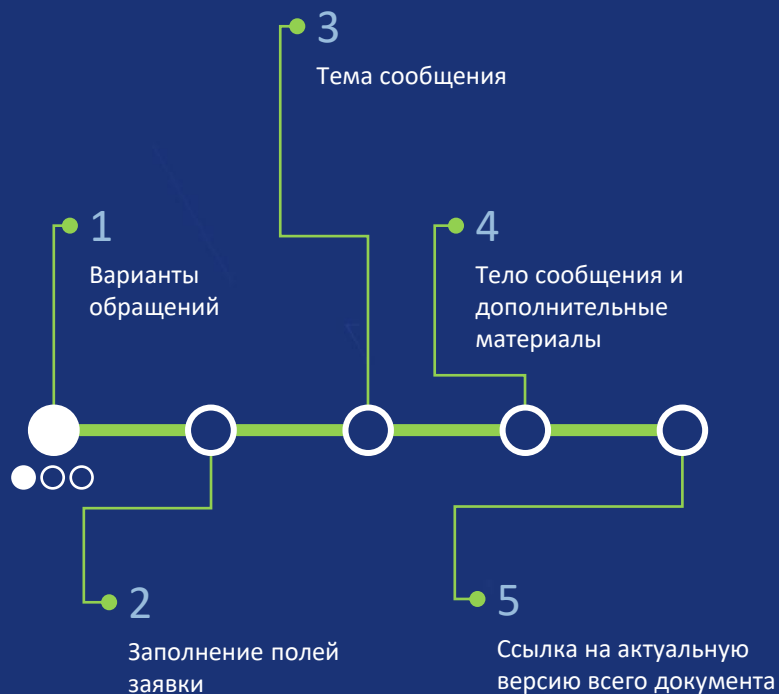 1
Варианты
обращений
2
Заполнение полей
заявки
3
Тема сообщения
4
Тело сообщения и
дополнительные
материалы
5
Ссылка на актуальную
версию всего документа